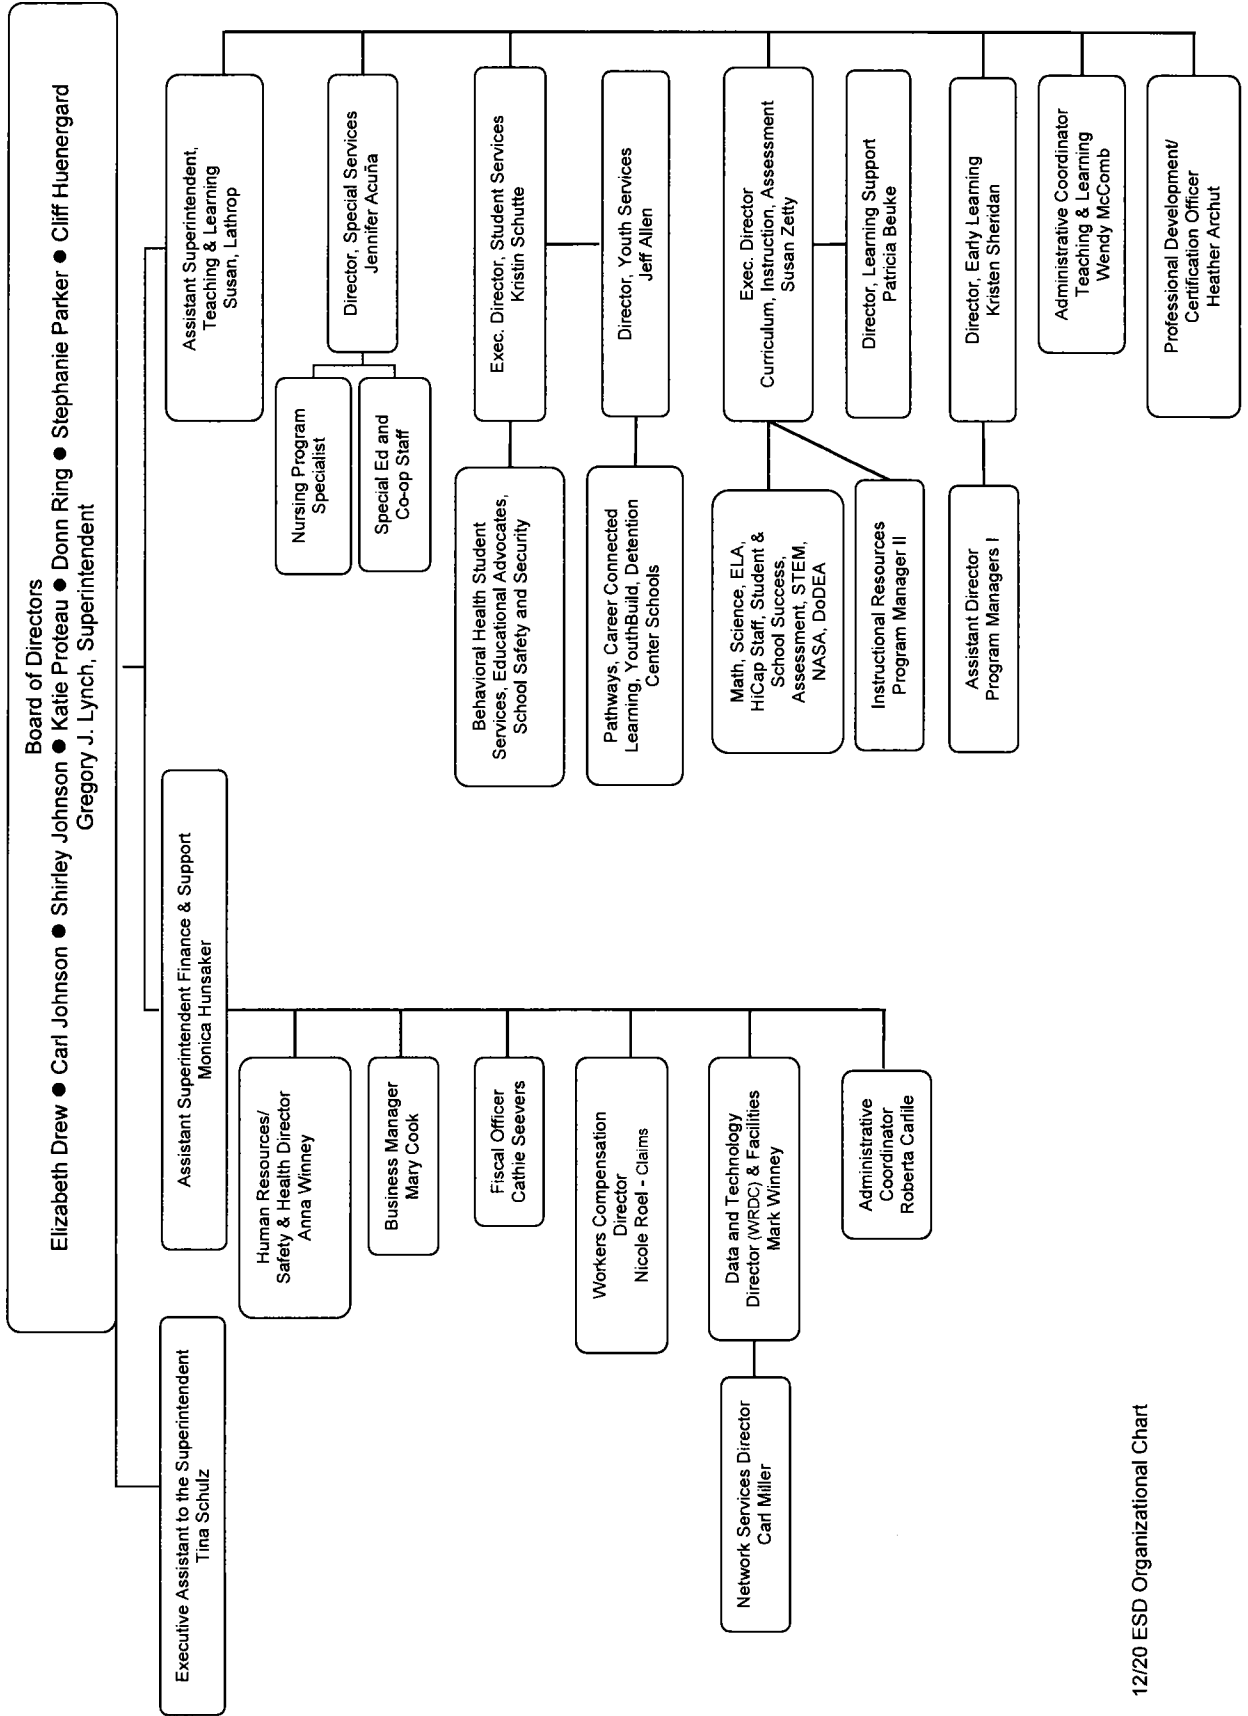 Board of Directors
Elizabeth Drew ● Carl Johnson ● Shirley Johnson ● Katie Proteau ● Donn Ring ● Stephanie Parker ● Cliff Huenergard
Gregory J. Lynch, Superintendent
Executive Assistant to the Superintendent
Tina Schulz
Assistant Superintendent Finance & Support
Monica Hunsaker
Human Resources/
Safety & Health Director
Anna Winney
Business Manager
Mary Cook
Fiscal Officer
Cathie Seevers
Workers Compensation
Director
Nicole Roel - Claims
Data and Technology
Director (WRDC) & Facilities
Mark Winney
Network Services Director
Carl Miller
Administrative
Coordinator
Roberta Carlile
Assistant Superintendent,
Teaching & Learning
Susan, Lathrop
Director, Special Services
Jennifer Acuña
Nursing Program
Specialist
Special Ed and
Co-op Staff
Exec. Director, Student Services
Kristin Schutte
Behavioral Health Student
Services, Educational Advocates,
School Safety and Security
Director, Youth Services
Jeff Allen
Pathways, Career Connected
Learning, YouthBuild, Detention
Center Schools
Exec. Director
Curriculum, Instruction, Assessment
Susan Zetty
Math, Science, ELA,
HiCap Staff, Student &
School Success,
Assessment, STEM,
NASA, DoDEA
Instructional Resources
Program Manager II
Director, Learning Support
Patricia Beuke
Director, Early Learning
Kristen Sheridan
Assistant Director
Program Managers I
Administrative Coordinator
Teaching & Learning
Wendy McComb
Professional Development/
Certification Officer
Heather Archut
12/20 ESD Organizational Chart